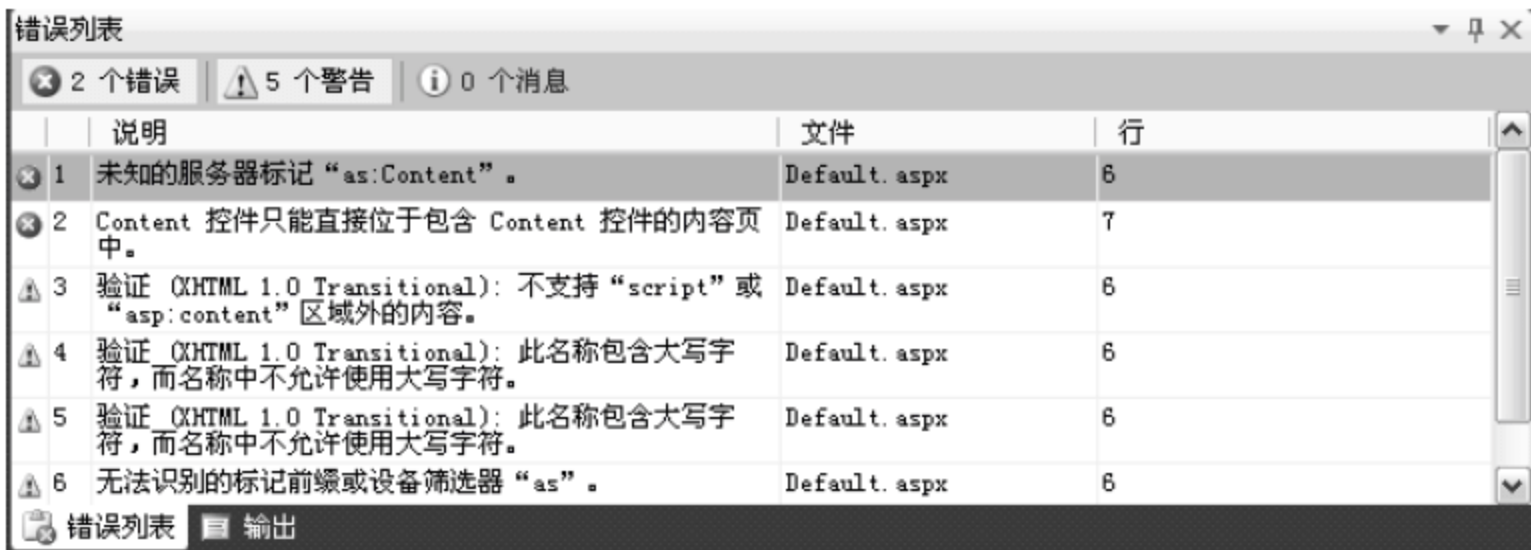 错误列表
2 个错误 5 个警告 0 个消息
说明 文件 行
1 未知的服务器标记“as:Content”。 Default.aspx 6
2 Content 控件只能直接位于包含 Content 控件的内容页 Default.aspx 7
中。
3 验证 (XHTML 1.0 Transitional): 不支持“script”或 Default.aspx 6
“asp:content”区域外的内容。
4 验证 (XHTML 1.0 Transitional): 此名称包含大写字 Default.aspx 6
符，而名称中不允许使用大写字符。
5 验证 (XHTML 1.0 Transitional): 此名称包含大写字 Default.aspx 6
符，而名称中不允许使用大写字符。
6 无法识别的标记前缀或设备筛选器“as”。 Default.aspx 6
错误列表 输出